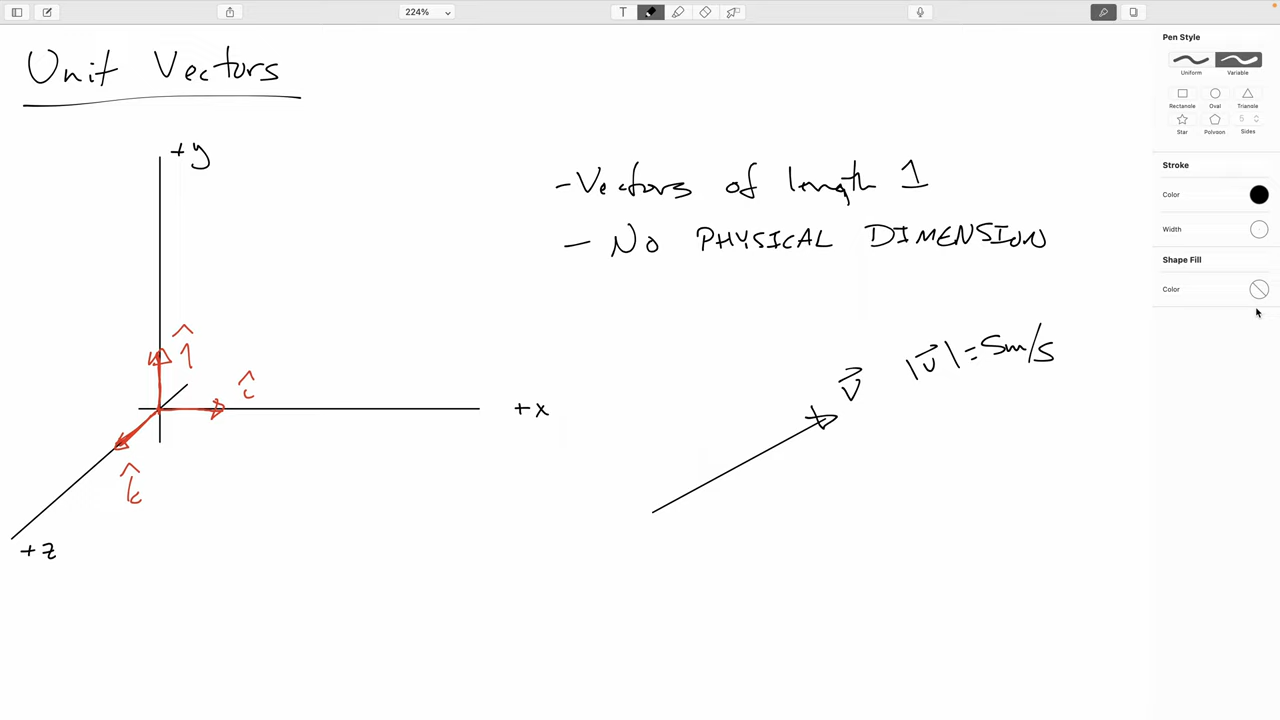 224%
T
Unit Vectors
+y
- Vectors of length 1
- No PHYSICAL DIMENSION
ĵ
î
+x
k̂
+z
v⃗
|v⃗| = 5m/s
Pen Style
Uniform Variable
Rectangle Oval Triangle
Star Polygon 5 Sides
Stroke
Color
Width
Shape Fill
Color